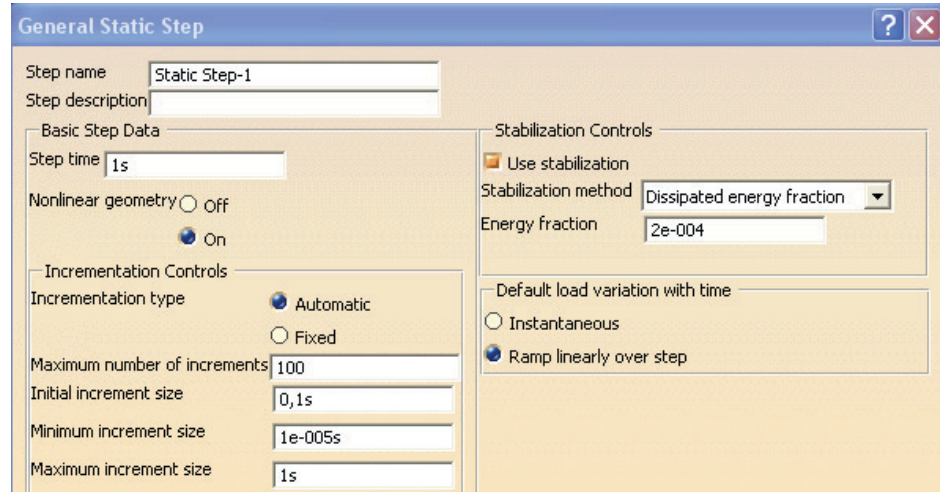 General Static Step
?
X
Step name Static Step-1
Step description
Basic Step Data
Step time 1s
Nonlinear geometry Off
On
Incrementation Controls
Incrementation type Automatic
Fixed
Maximum number of increments 100
Initial increment size 0,1s
Minimum increment size 1e-005s
Maximum increment size 1s
Stabilization Controls
Use stabilization
Stabilization method Dissipated energy fraction
Energy fraction 2e-004
Default load variation with time
Instantaneous
Ramp linearly over step